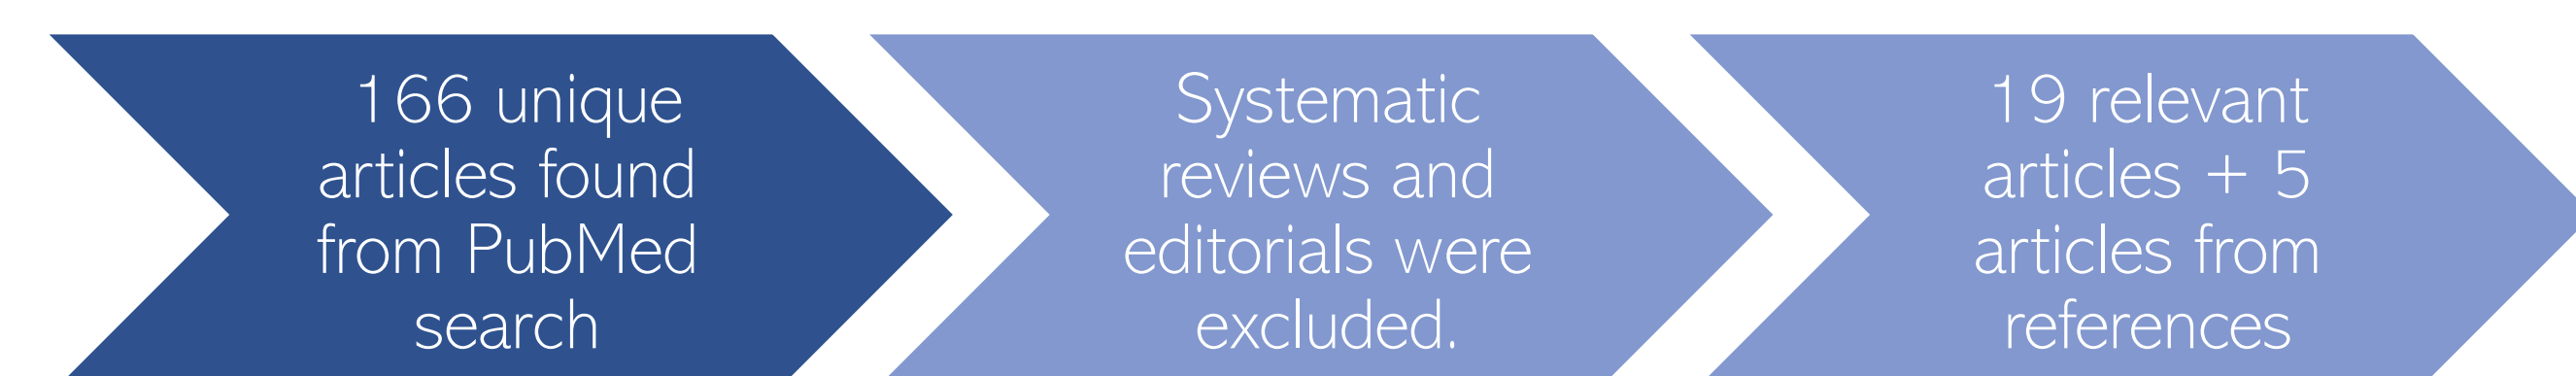 166 unique
articles found
from PubMed
search
Systematic
reviews and
editorials were
excluded.
19 relevant
articles + 5
articles from
references